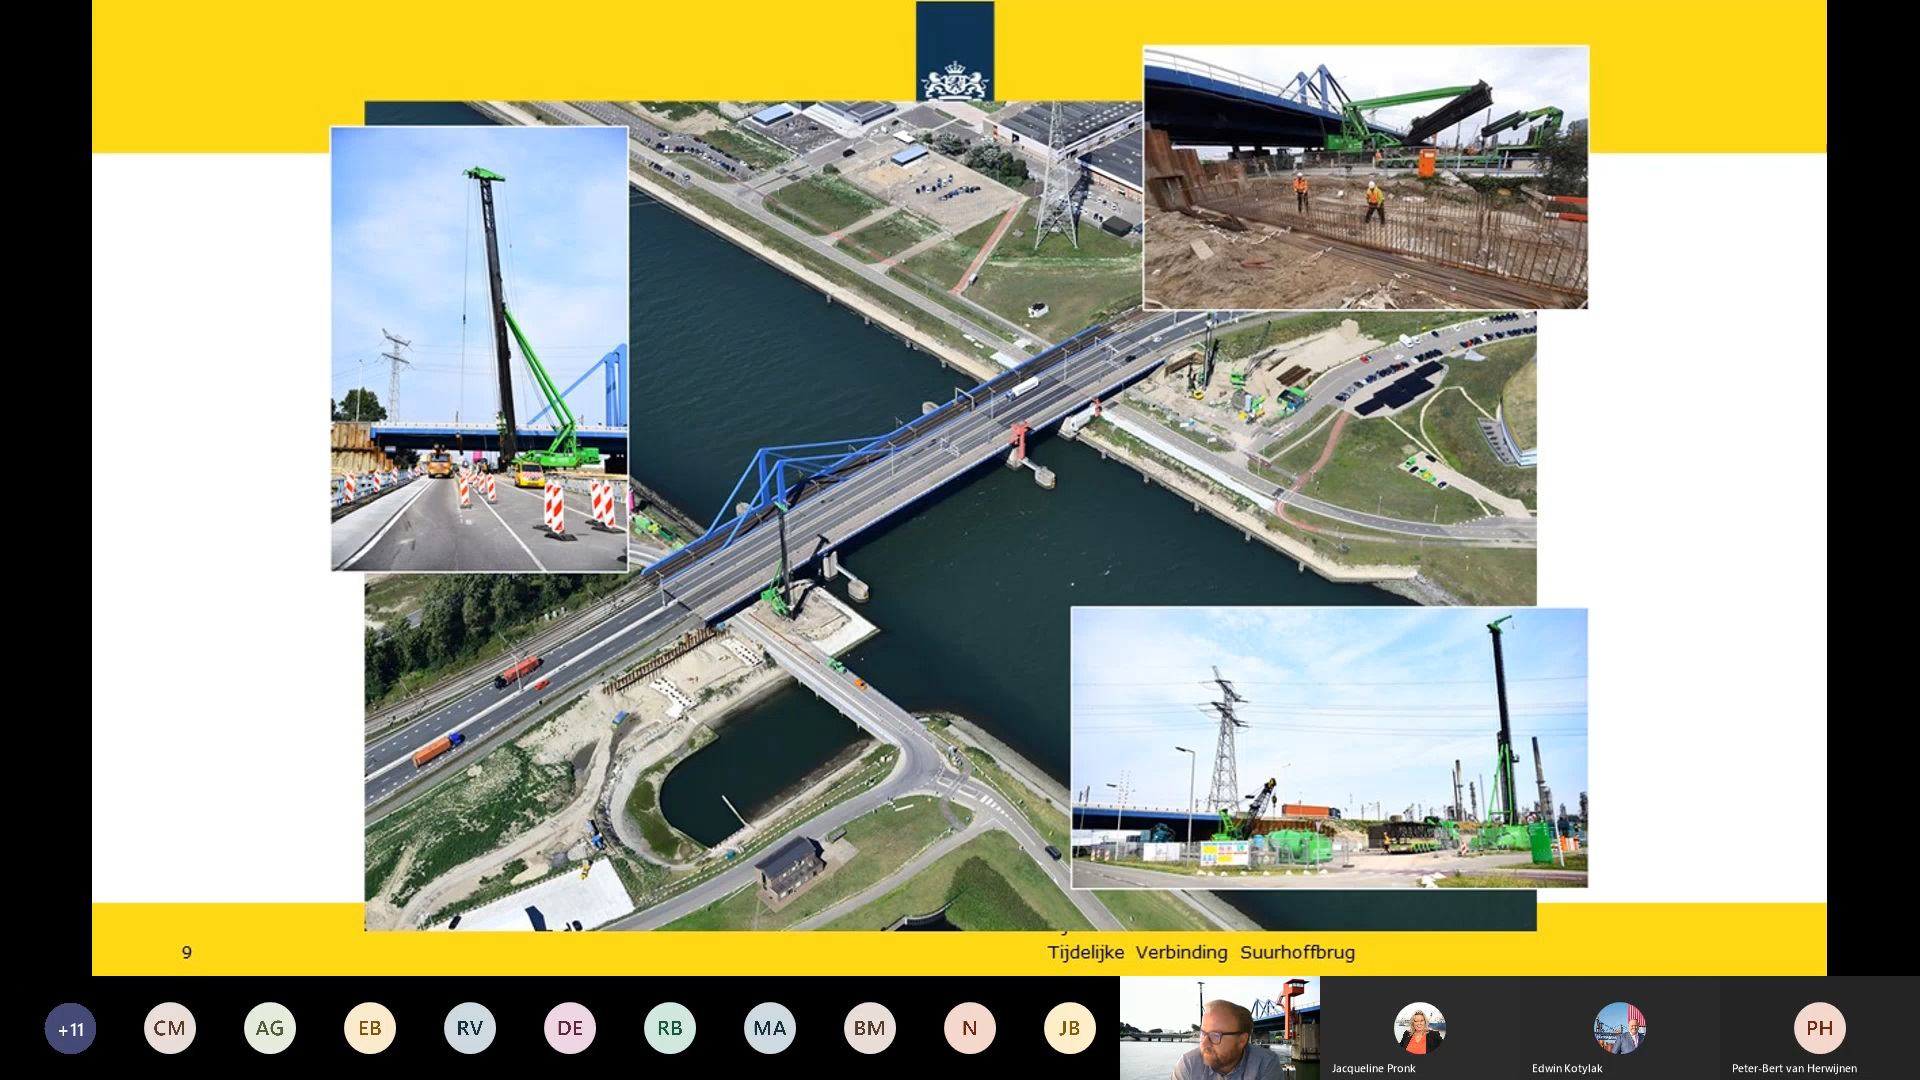 9
Tijdelijke Verbinding Suurhoffbrug
+11
CM
AG
EB
RV
DE
RB
MA
BM
N
JB
Jacqueline Pronk
Edwin Kotylak
PH
Peter-Bert van Herwijnen